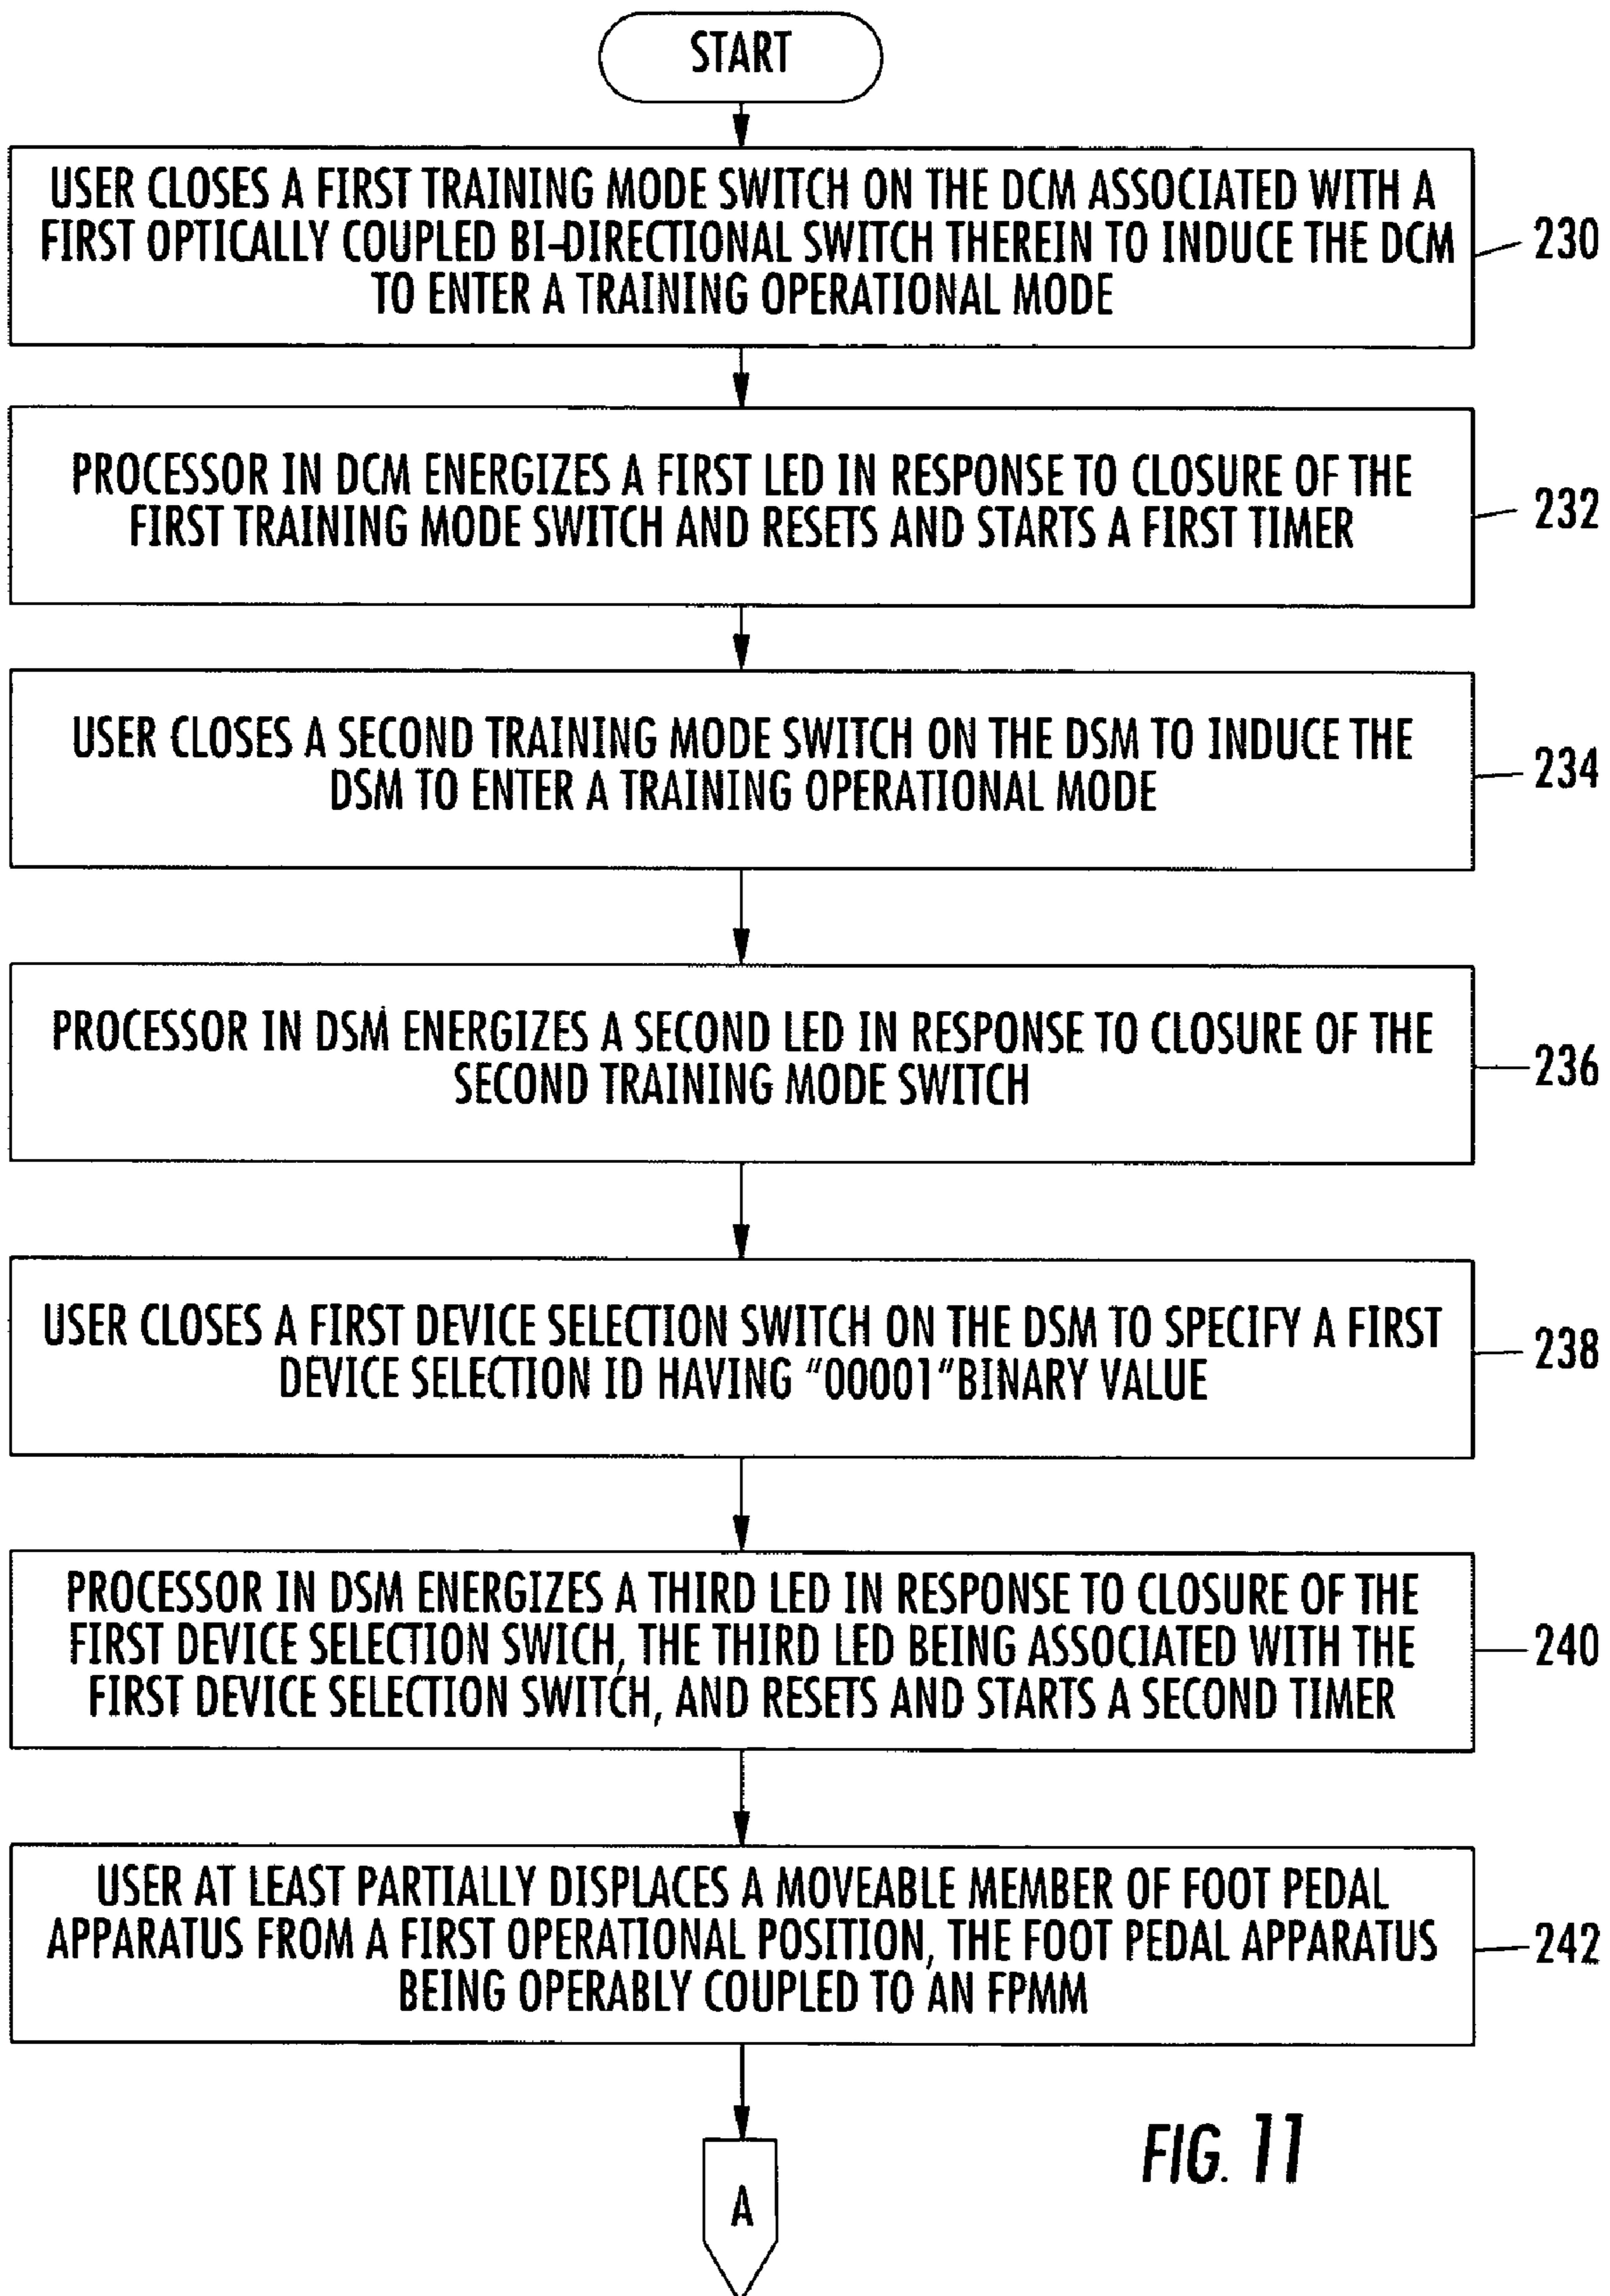 START
USER CLOSES A FIRST TRAINING MODE SWITCH ON THE DCM ASSOCIATED WITH A
FIRST OPTICALLY COUPLED BI-DIRECTIONAL SWITCH THEREIN TO INDUCE THE DCM
TO ENTER A TRAINING OPERATIONAL MODE
230
PROCESSOR IN DCM ENERGIZES A FIRST LED IN RESPONSE TO CLOSURE OF THE
FIRST TRAINING MODE SWITCH AND RESETS AND STARTS A FIRST TIMER
232
USER CLOSES A SECOND TRAINING MODE SWITCH ON THE DSM TO INDUCE THE
DSM TO ENTER A TRAINING OPERATIONAL MODE
234
PROCESSOR IN DSM ENERGIZES A SECOND LED IN RESPONSE TO CLOSURE OF THE
SECOND TRAINING MODE SWITCH
236
USER CLOSES A FIRST DEVICE SELECTION SWITCH ON THE DSM TO SPECIFY A FIRST
DEVICE SELECTION ID HAVING "00001"BINARY VALUE
238
PROCESSOR IN DSM ENERGIZES A THIRD LED IN RESPONSE TO CLOSURE OF THE
FIRST DEVICE SELECTION SWICH, THE THIRD LED BEING ASSOCIATED WITH THE
FIRST DEVICE SELECTION SWITCH, AND RESETS AND STARTS A SECOND TIMER
240
USER AT LEAST PARTIALLY DISPLACES A MOVEABLE MEMBER OF FOOT PEDAL
APPARATUS FROM A FIRST OPERATIONAL POSITION, THE FOOT PEDAL APPARATUS
BEING OPERABLY COUPLED TO AN FPMM
242
A
FIG. 11